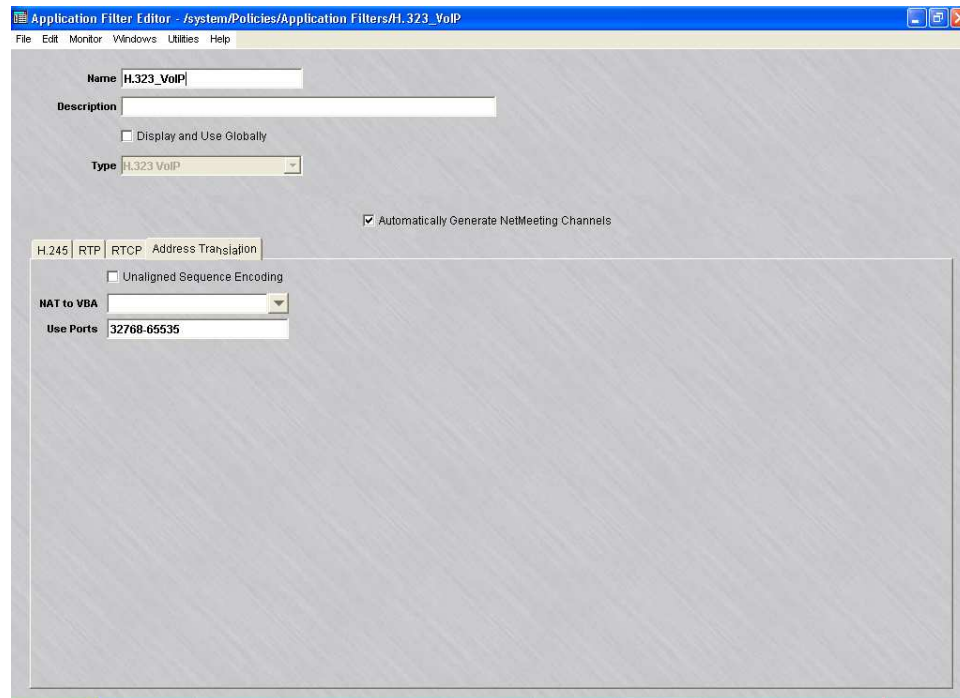 Application Filter Editor - /system/Policies/Application Filters/H.323_VoIP
File Edit Monitor Windows Utilities Help
Name H.323_VoIP
Description
Display and Use Globally
Type H.323 VoIP
Automatically Generate NetMeeting Channels
H.245 RTP RTCP Address Translation
Unaligned Sequence Encoding
NAT to VBA
Use Ports 32768-65535